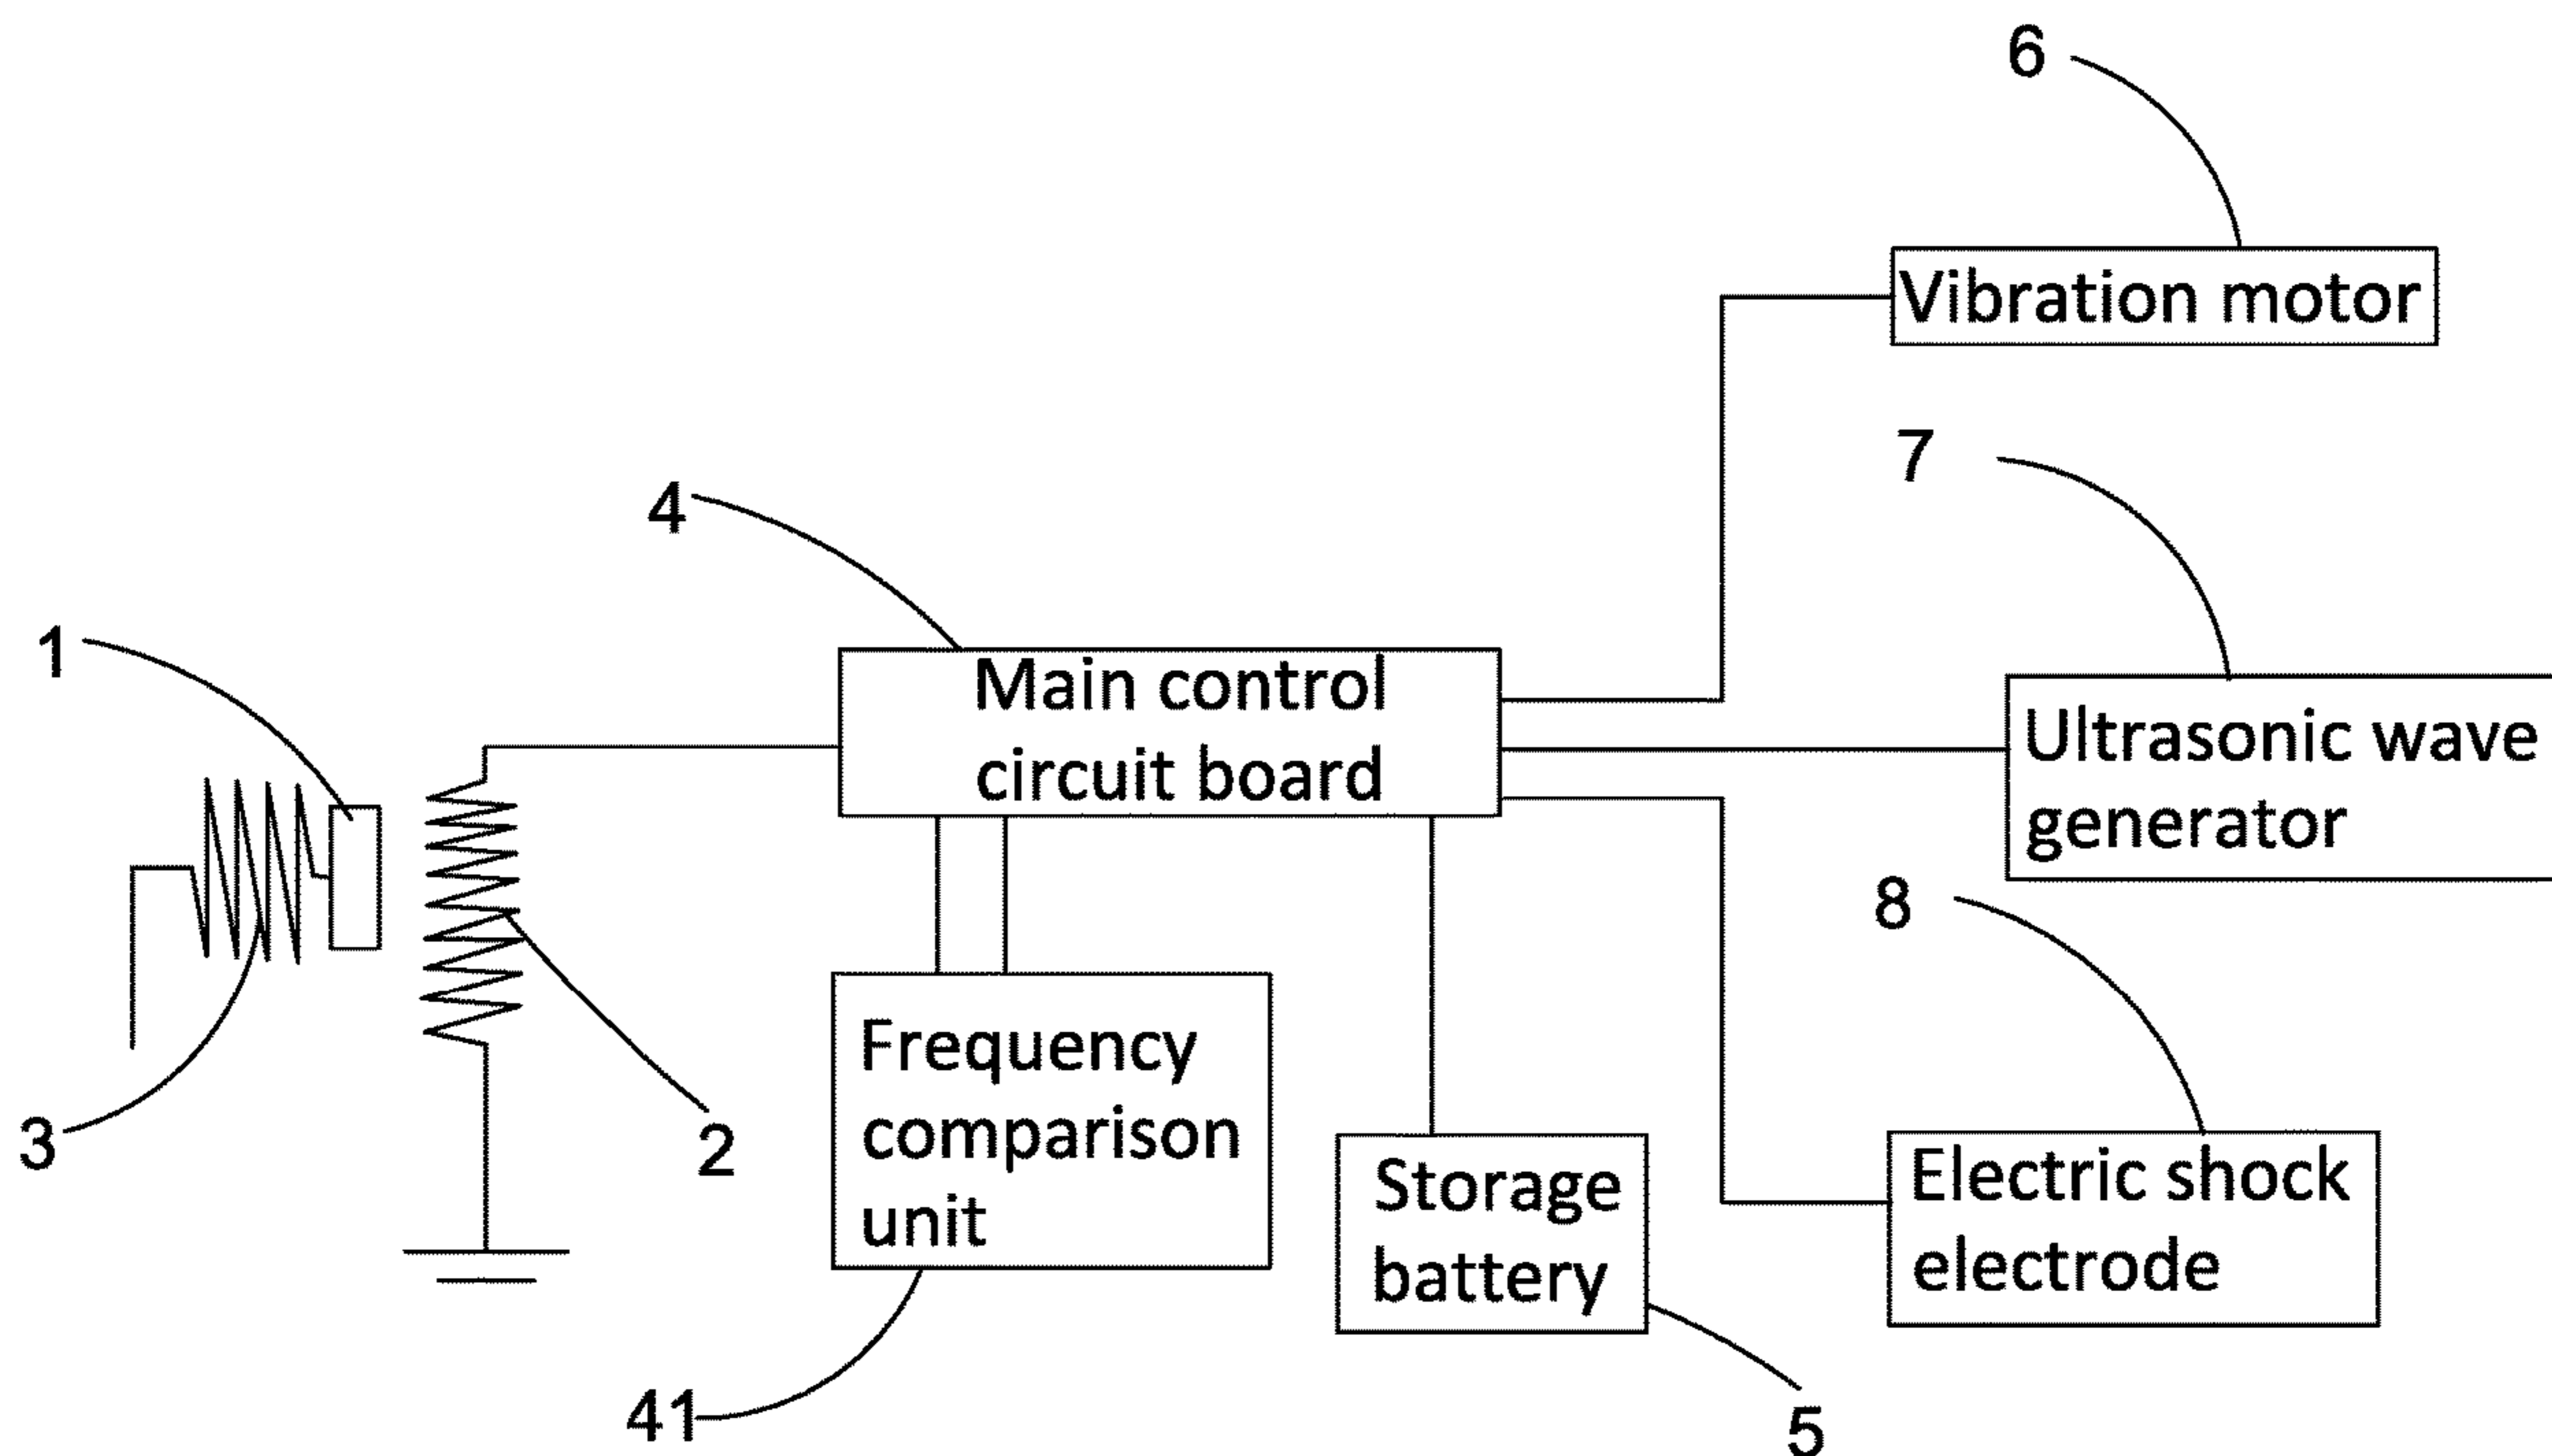 6
Vibration motor
7
4
Main control
circuit board
1
Ultrasonic wave
generator
8
3
2
Frequency
comparison
unit
Storage
battery
Electric shock
electrode
41
5